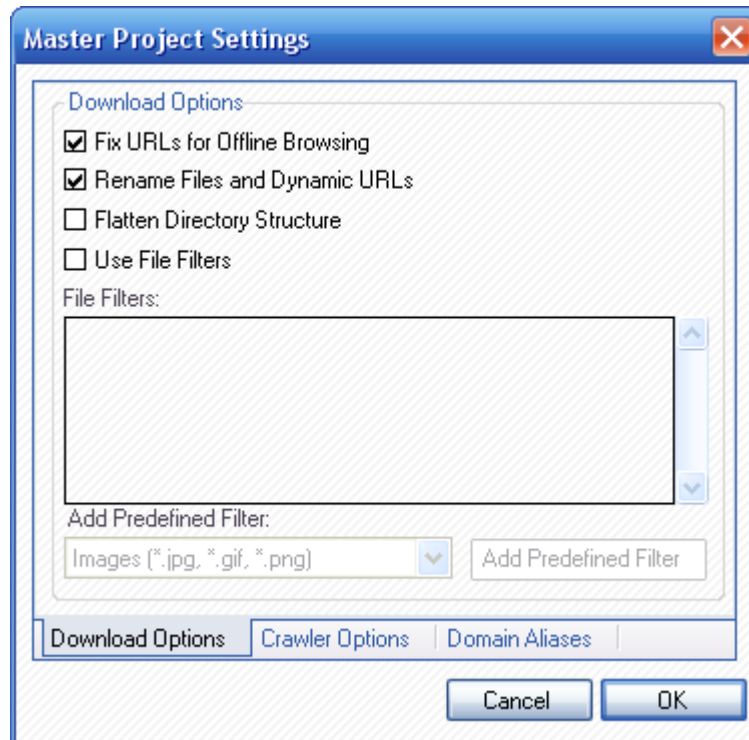 Master Project Settings
Download Options
Fix URLs for Offline Browsing
Rename Files and Dynamic URLs
Flatten Directory Structure
Use File Filters
File Filters:
Add Predefined Filter:
Images (*.jpg, *.gif, *.png)
Add Predefined Filter
Download Options
Crawler Options
Domain Aliases
Cancel
OK